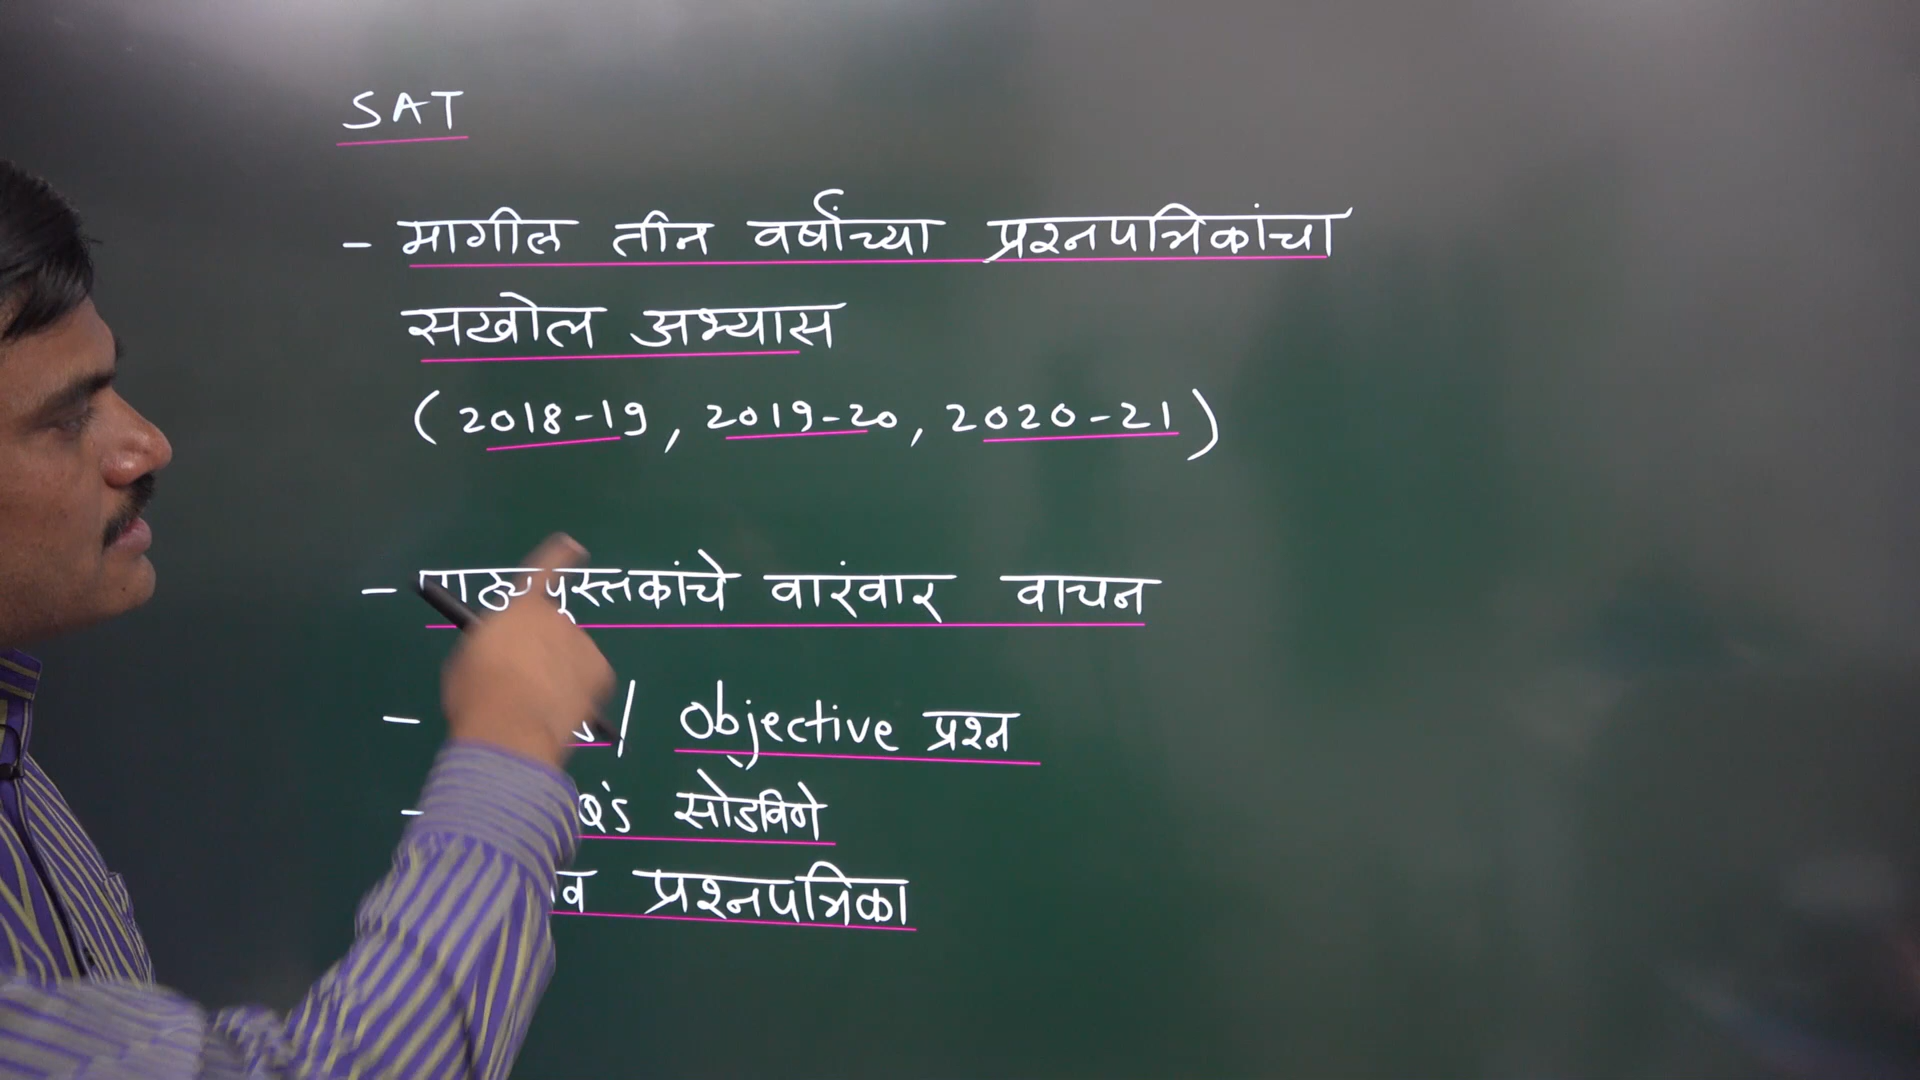 SAT
- मागील तीन वर्षांच्या प्रश्नपत्रिकांचा
सखोल अभ्यास
(2018-19, 2019-20, 2020-21)
- पाठ्यपुस्तकांचे वारंवार वाचन
- / Objective प्रश्न
- Q's सोडविणे
प्रश्नपत्रिका